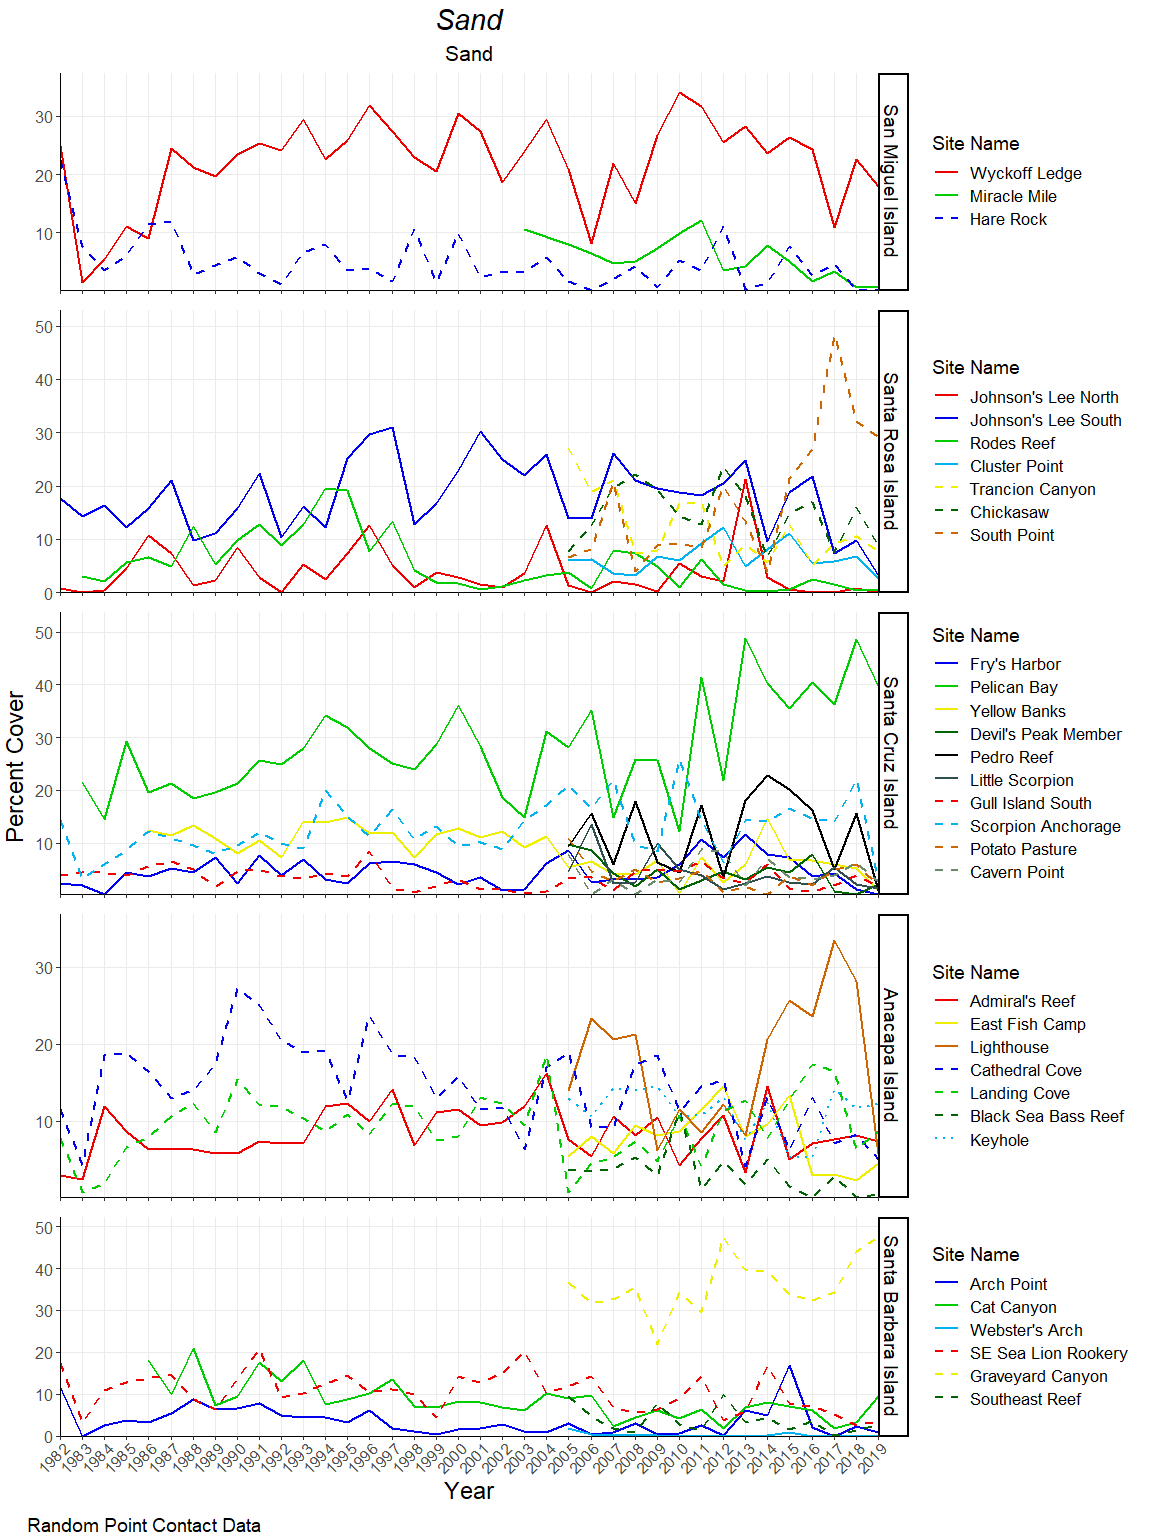 Sand
Sand
30
20
10
San Miguel Island
Site Name
Wyckoff Ledge
Miracle Mile
Hare Rock
50
40
30
20
10
0
Santa Rosa Island
Site Name
Johnson's Lee North
Johnson's Lee South
Rodes Reef
Cluster Point
Trancion Canyon
Chickasaw
South Point
Percent Cover
50
40
30
20
10
Santa Cruz Island
Site Name
Fry's Harbor
Pelican Bay
Yellow Banks
Devil's Peak Member
Pedro Reef
Little Scorpion
Gull Island South
Scorpion Anchorage
Potato Pasture
Cavern Point
30
20
10
Anacapa Island
Site Name
Admiral's Reef
East Fish Camp
Lighthouse
Cathedral Cove
Landing Cove
Black Sea Bass Reef
Keyhole
50
40
30
20
10
0
Santa Barbara Island
Site Name
Arch Point
Cat Canyon
Webster's Arch
SE Sea Lion Rookery
Graveyard Canyon
Southeast Reef
1982 1983 1984 1985 1986 1987 1988 1989 1990 1991 1992 1993 1994 1995 1996 1997 1998 1999 2000 2001 2002 2003 2004 2005 2006 2007 2008 2009 2010 2011 2012 2013 2014 2015 2016 2017 2018 2019
Year
Random Point Contact Data